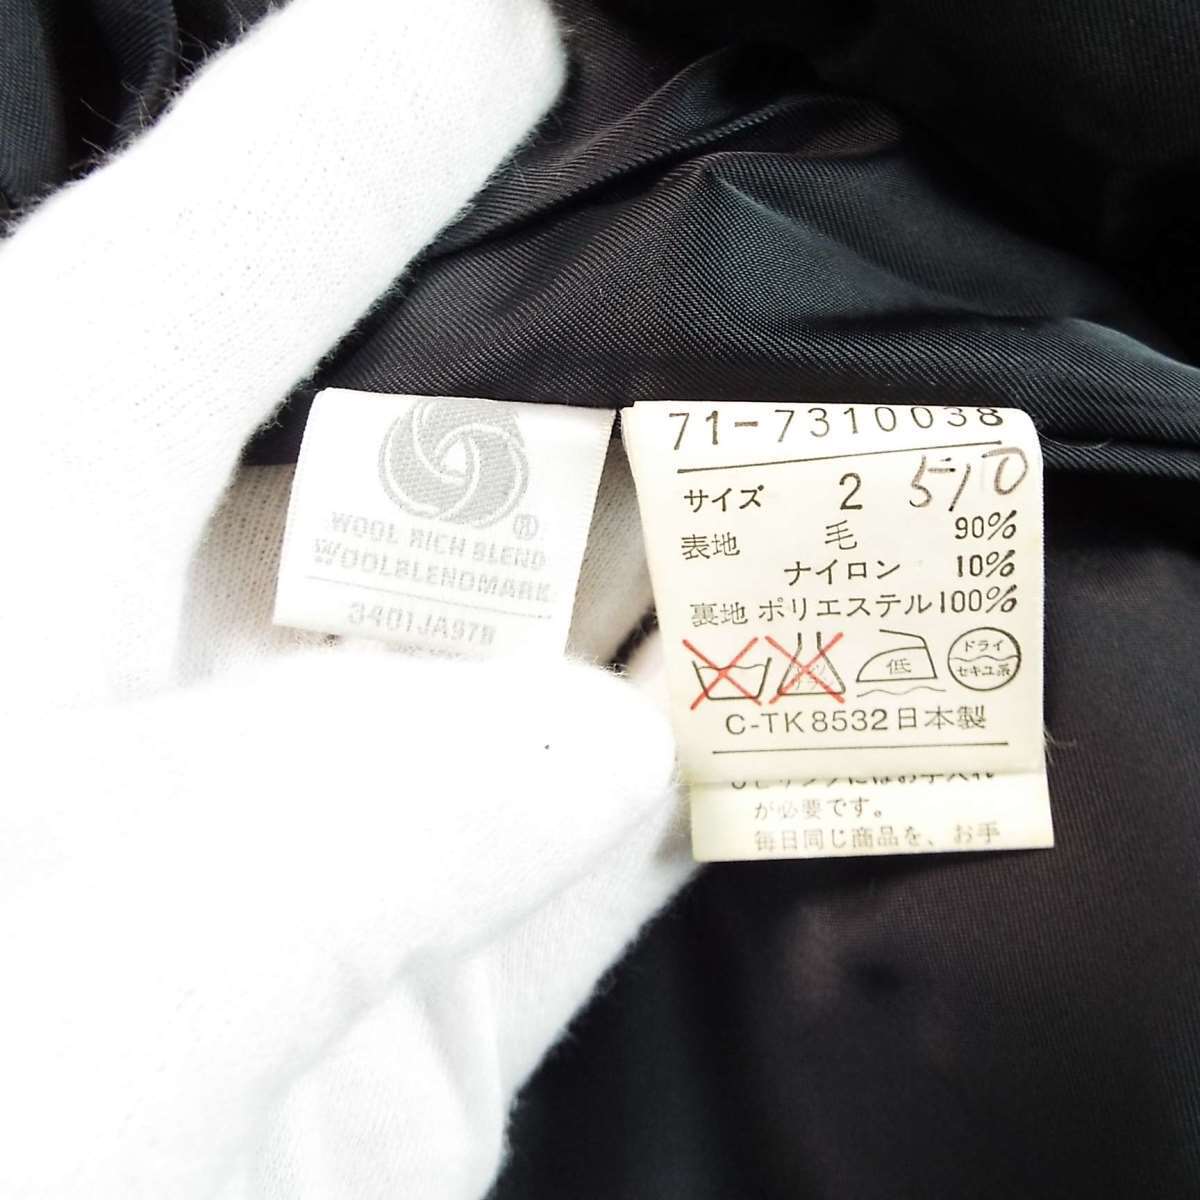 WOOL RICH BLEND
WOOLBLENDMARK
3401JA978
71-7310038
サイズ 2 510
表地 毛 90%
ナイロン 10%
裏地 ポリエステル100%
低
ドライ
セキユ系
C-TK8532日本製
が必要です。
毎日同じ商品を、お手